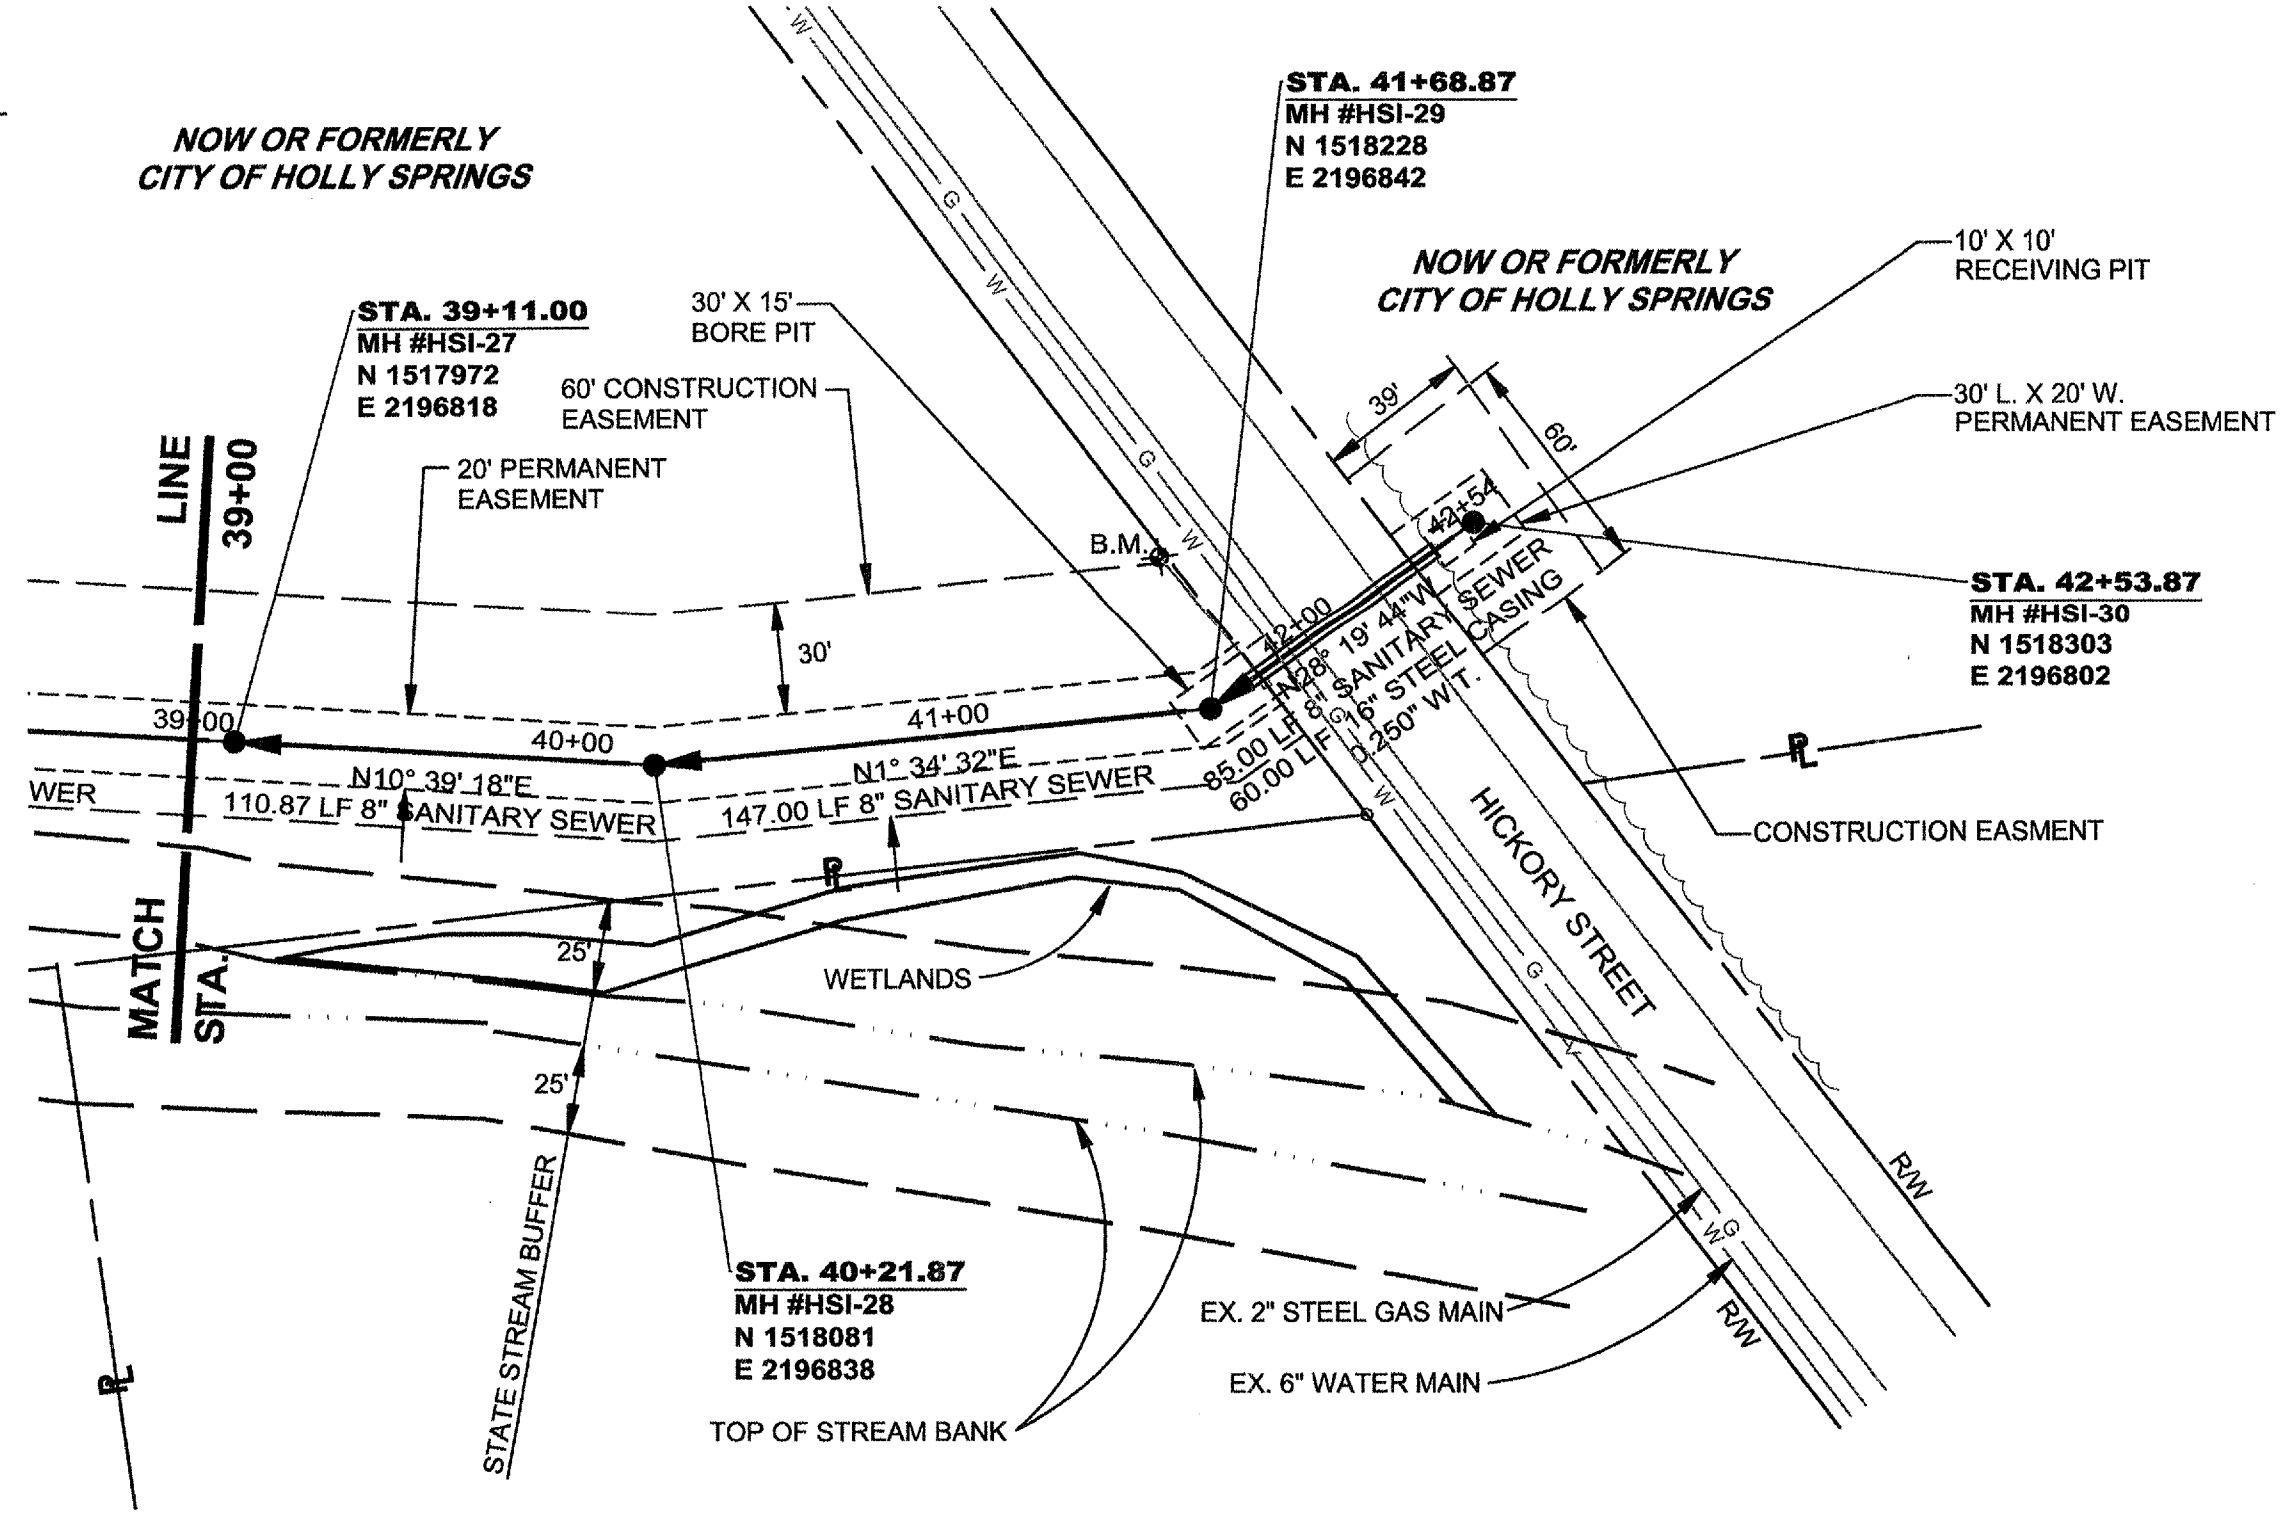 NOW OR FORMERLY
CITY OF HOLLY SPRINGS
STA. 41+68.87
MH #HSI-29
N 1518228
E 2196842
10' X 10'
RECEIVING PIT
NOW OR FORMERLY
CITY OF HOLLY SPRINGS
STA. 39+11.00
MH #HSI-27
N 1517972
E 2196818
30' X 15'
BORE PIT
60' CONSTRUCTION
EASEMENT
30' L. X 20' W.
PERMANENT EASEMENT
39'
60'
MATCH LINE
STA. 39+00
20' PERMANENT
EASEMENT
B.M.
42+54
STA. 42+53.87
MH #HSI-30
N 1518303
E 2196802
30'
42+00
N28° 19' 44"W
85.00 LF 8" SANITARY SEWER
60.00 LF 16" STEEL CASING
0.250" W.T.
39+00
40+00
41+00
N10° 39' 18"E
N1° 34' 32"E
WER
110.87 LF 8" SANITARY SEWER
147.00 LF 8" SANITARY SEWER
PL
CONSTRUCTION EASMENT
PL
HICKORY STREET
WETLANDS
25'
25'
STATE STREAM BUFFER
R/W
R/W
STA. 40+21.87
MH #HSI-28
N 1518081
E 2196838
EX. 2" STEEL GAS MAIN
EX. 6" WATER MAIN
TOP OF STREAM BANK
PL
W
G
W
G
W
G
W
G
W
G
W